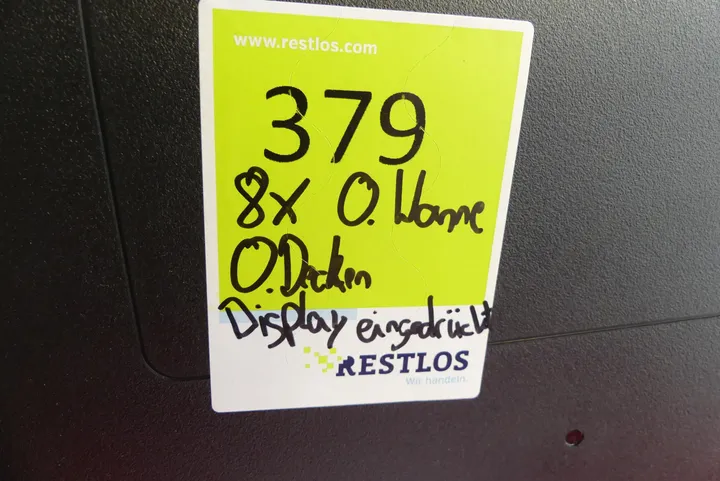 www.restlos.com
379
8x O. Wanne
O. Decken
Display eingedrückt
RESTLOS
Wir handeln.